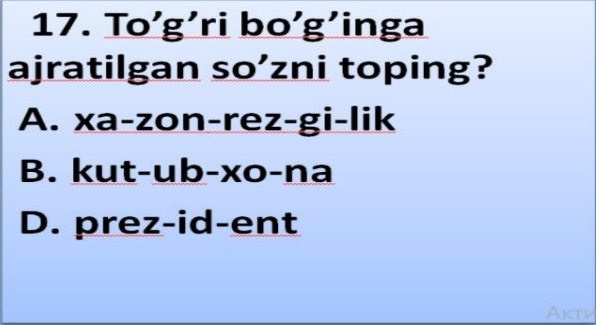 17. To’g’ri bo’g’inga
ajratilgan so’zni toping?
A. xa-zon-rez-gi-lik
B. kut-ub-xo-na
D. prez-id-ent
Акти